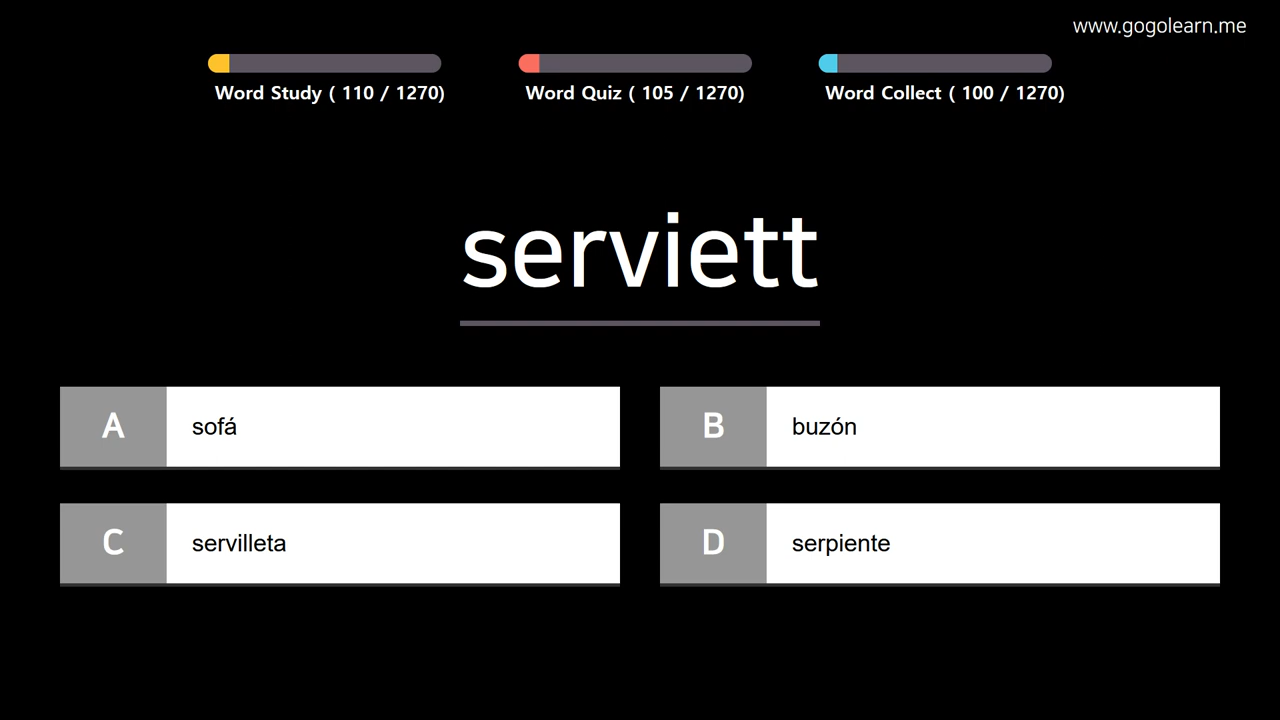 www.gogolearn.me
Word Study ( 110 / 1270)
Word Quiz ( 105 / 1270)
Word Collect ( 100 / 1270)
serviett
A
sofá
B
buzón
C
servilleta
D
serpiente